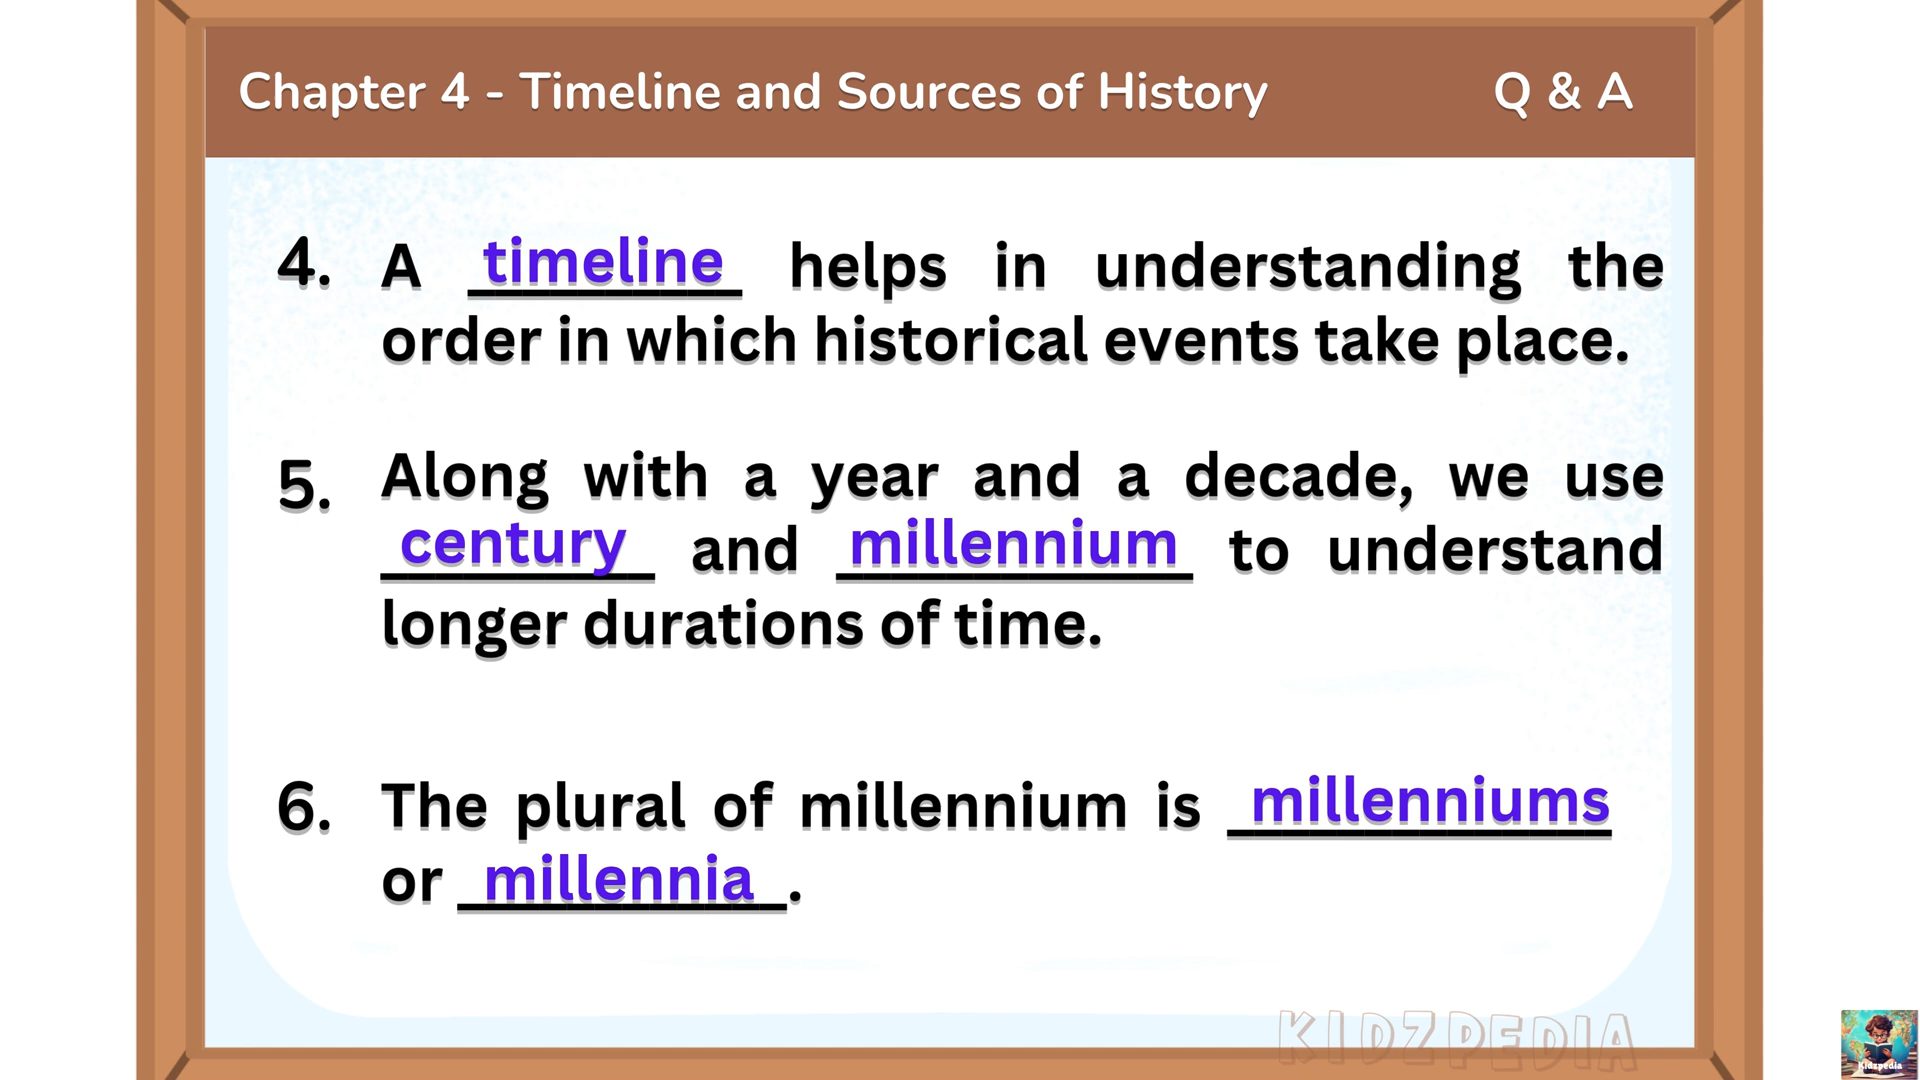 Chapter 4 - Timeline and Sources of History Q & A
4. A timeline helps in understanding the
order in which historical events take place.
5. Along with a year and a decade, we use
century and millennium to understand
longer durations of time.
6. The plural of millennium is millenniums
or millennia.
KIDZPEDIA
Kidzpedia